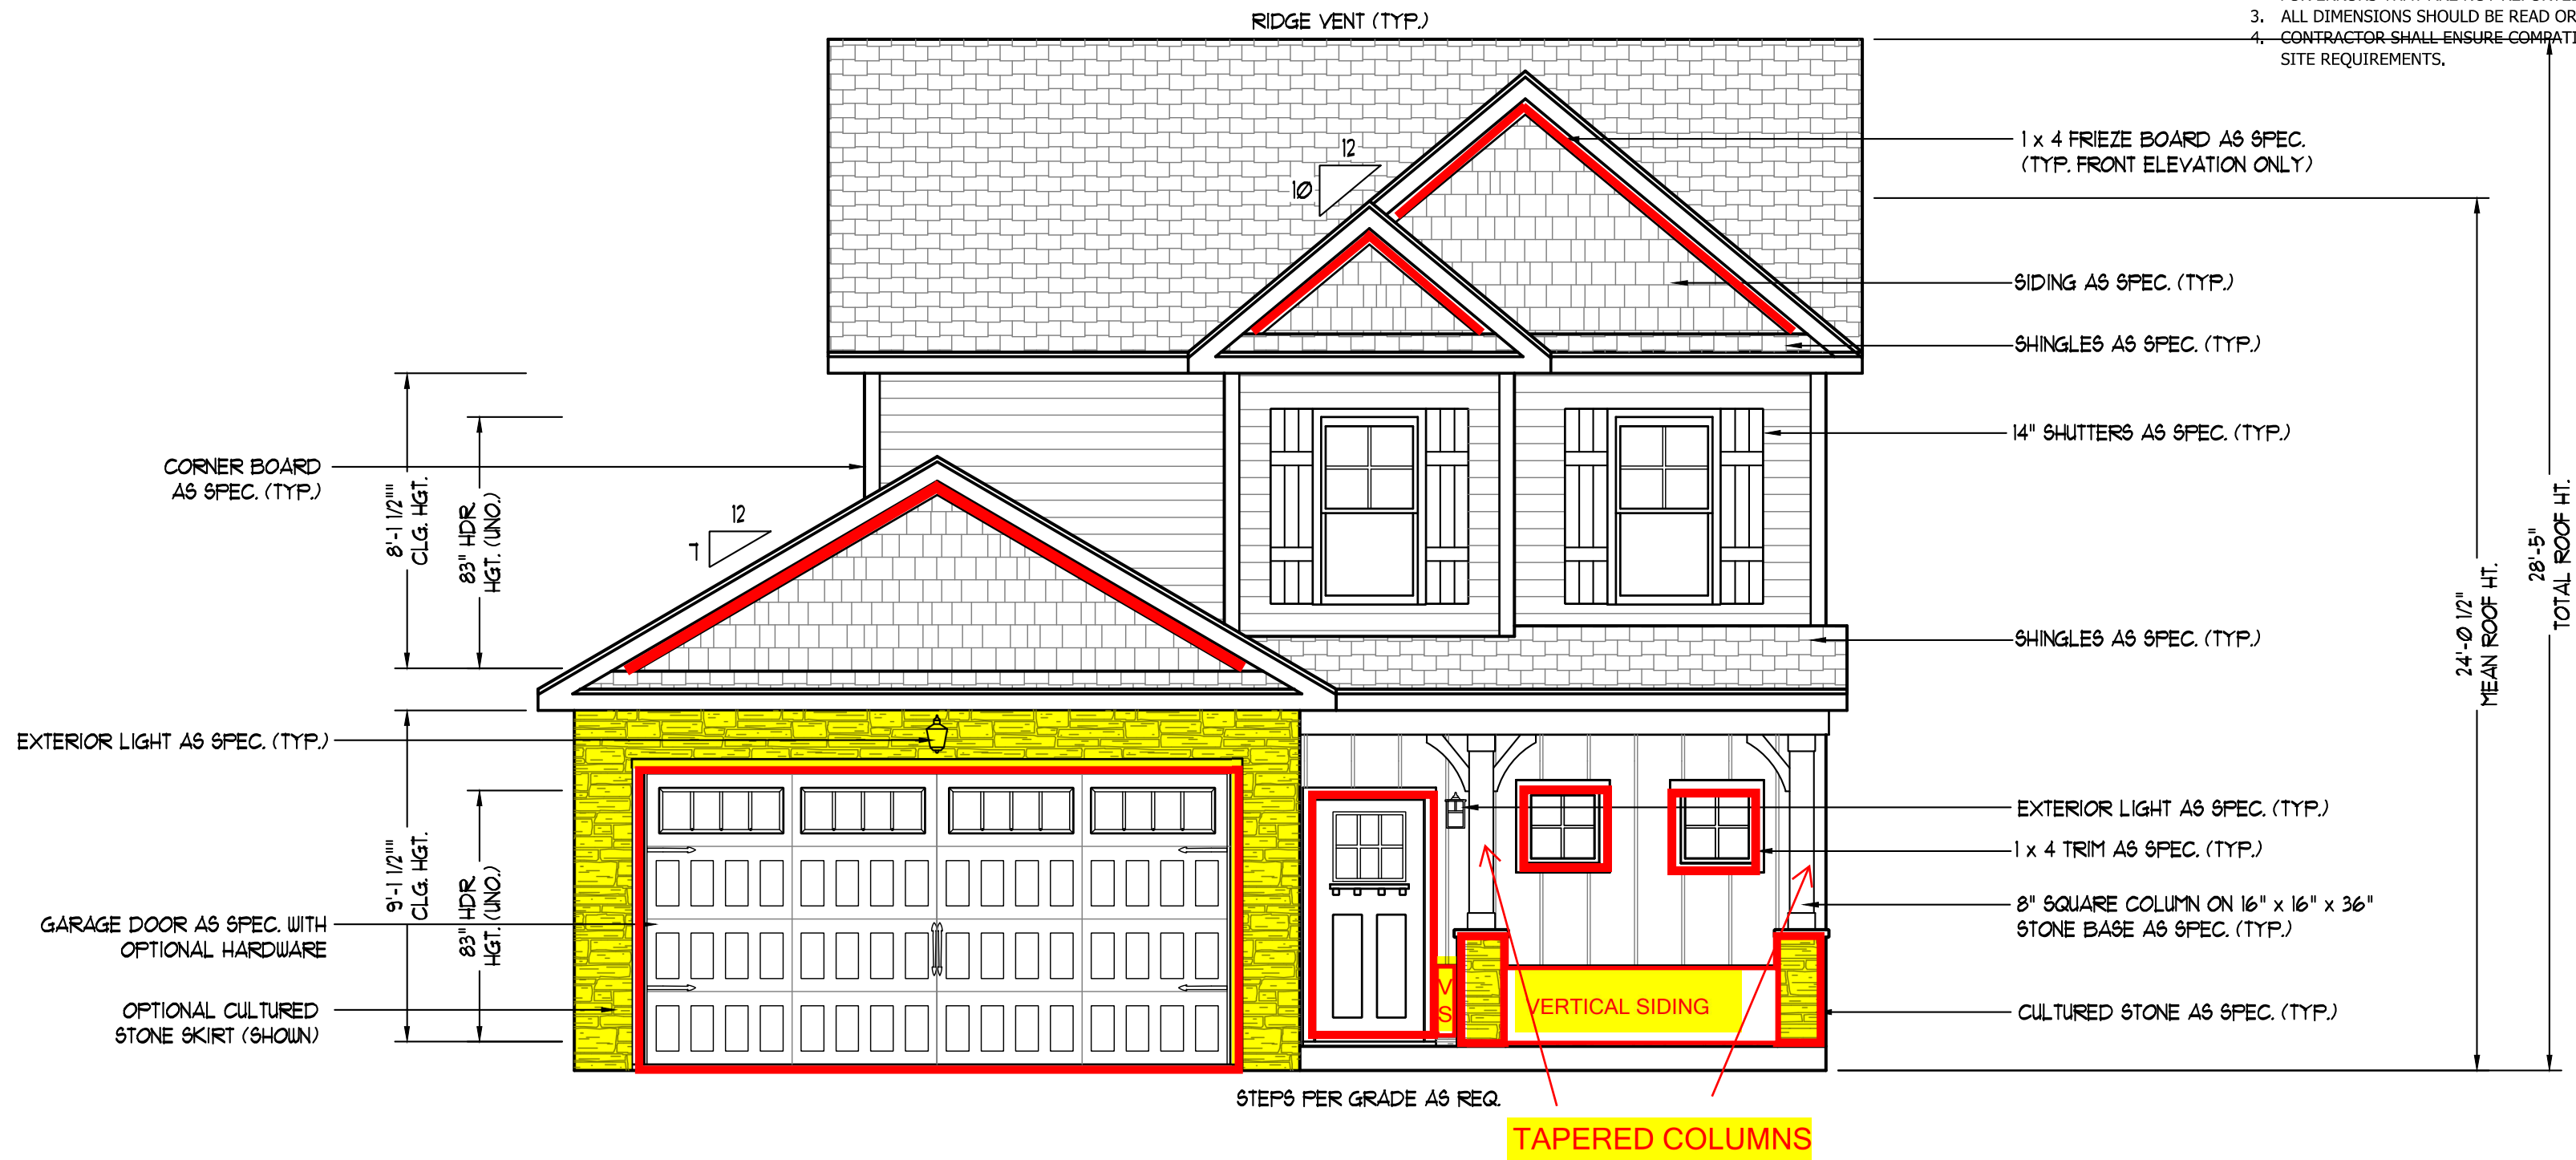 RIDGE VENT (TYP.)
3. ALL DIMENSIONS SHOULD BE READ OR
4. CONTRACTOR SHALL ENSURE COMPATI
SITE REQUIREMENTS.
12
10
1 x 4 FRIEZE BOARD AS SPEC.
(TYP. FRONT ELEVATION ONLY)
SIDING AS SPEC. (TYP.)
SHINGLES AS SPEC. (TYP.)
14" SHUTTERS AS SPEC. (TYP.)
CORNER BOARD
AS SPEC. (TYP.)
8'-1 1/2""
CLG. HGT.
83" HDR.
HGT. (UNO.)
12
7
SHINGLES AS SPEC. (TYP.)
24'-0 1/2"
MEAN ROOF HT.
28'-5"
TOTAL ROOF HT.
EXTERIOR LIGHT AS SPEC. (TYP.)
9'-1 1/2""
CLG. HGT.
83" HDR.
HGT. (UNO.)
EXTERIOR LIGHT AS SPEC. (TYP.)
1 x 4 TRIM AS SPEC. (TYP.)
GARAGE DOOR AS SPEC. WITH
OPTIONAL HARDWARE
8" SQUARE COLUMN ON 16" x 16" x 36"
STONE BASE AS SPEC. (TYP.)
OPTIONAL CULTURED
STONE SKIRT (SHOWN)
V
S
VERTICAL SIDING
CULTURED STONE AS SPEC. (TYP.)
STEPS PER GRADE AS REQ.
TAPERED COLUMNS